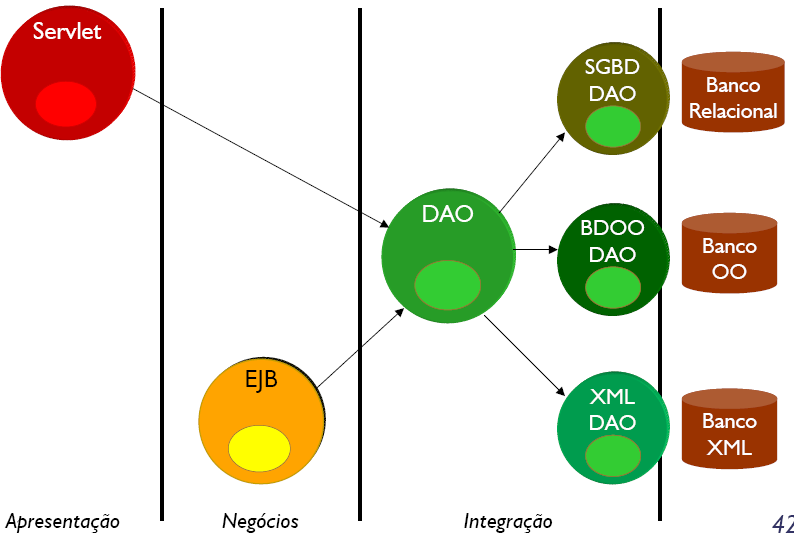 Servlet
SGBD
DAO
Banco
Relacional
DAO
BDOO
DAO
Banco
OO
EJB
XML
DAO
Banco
XML
Apresentação
Negócios
Integração
42